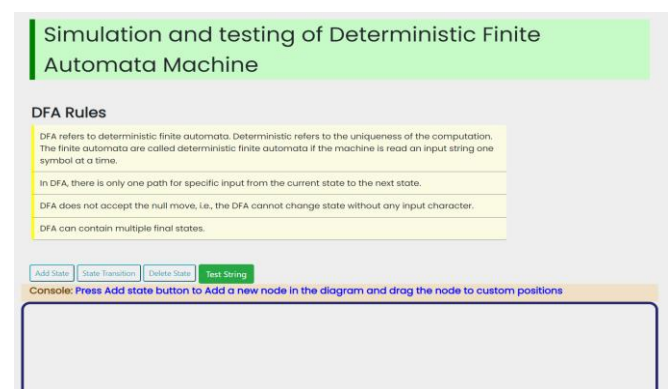 Simulation and testing of Deterministic Finite
Automata Machine
DFA Rules
DFA refers to deterministic finite automata. Deterministic refers to the uniqueness of the computation.
The finite automata are called deterministic finite automata if the machine is read an input string one
symbol at a time.
In DFA, there is only one path for specific input from the current state to the next state.
DFA does not accept the null move, i.e., the DFA cannot change state without any input character.
DFA can contain multiple final states.
Add State State Transition Delete State Test String
Console: Press Add state button to Add a new node in the diagram and drag the node to custom positions